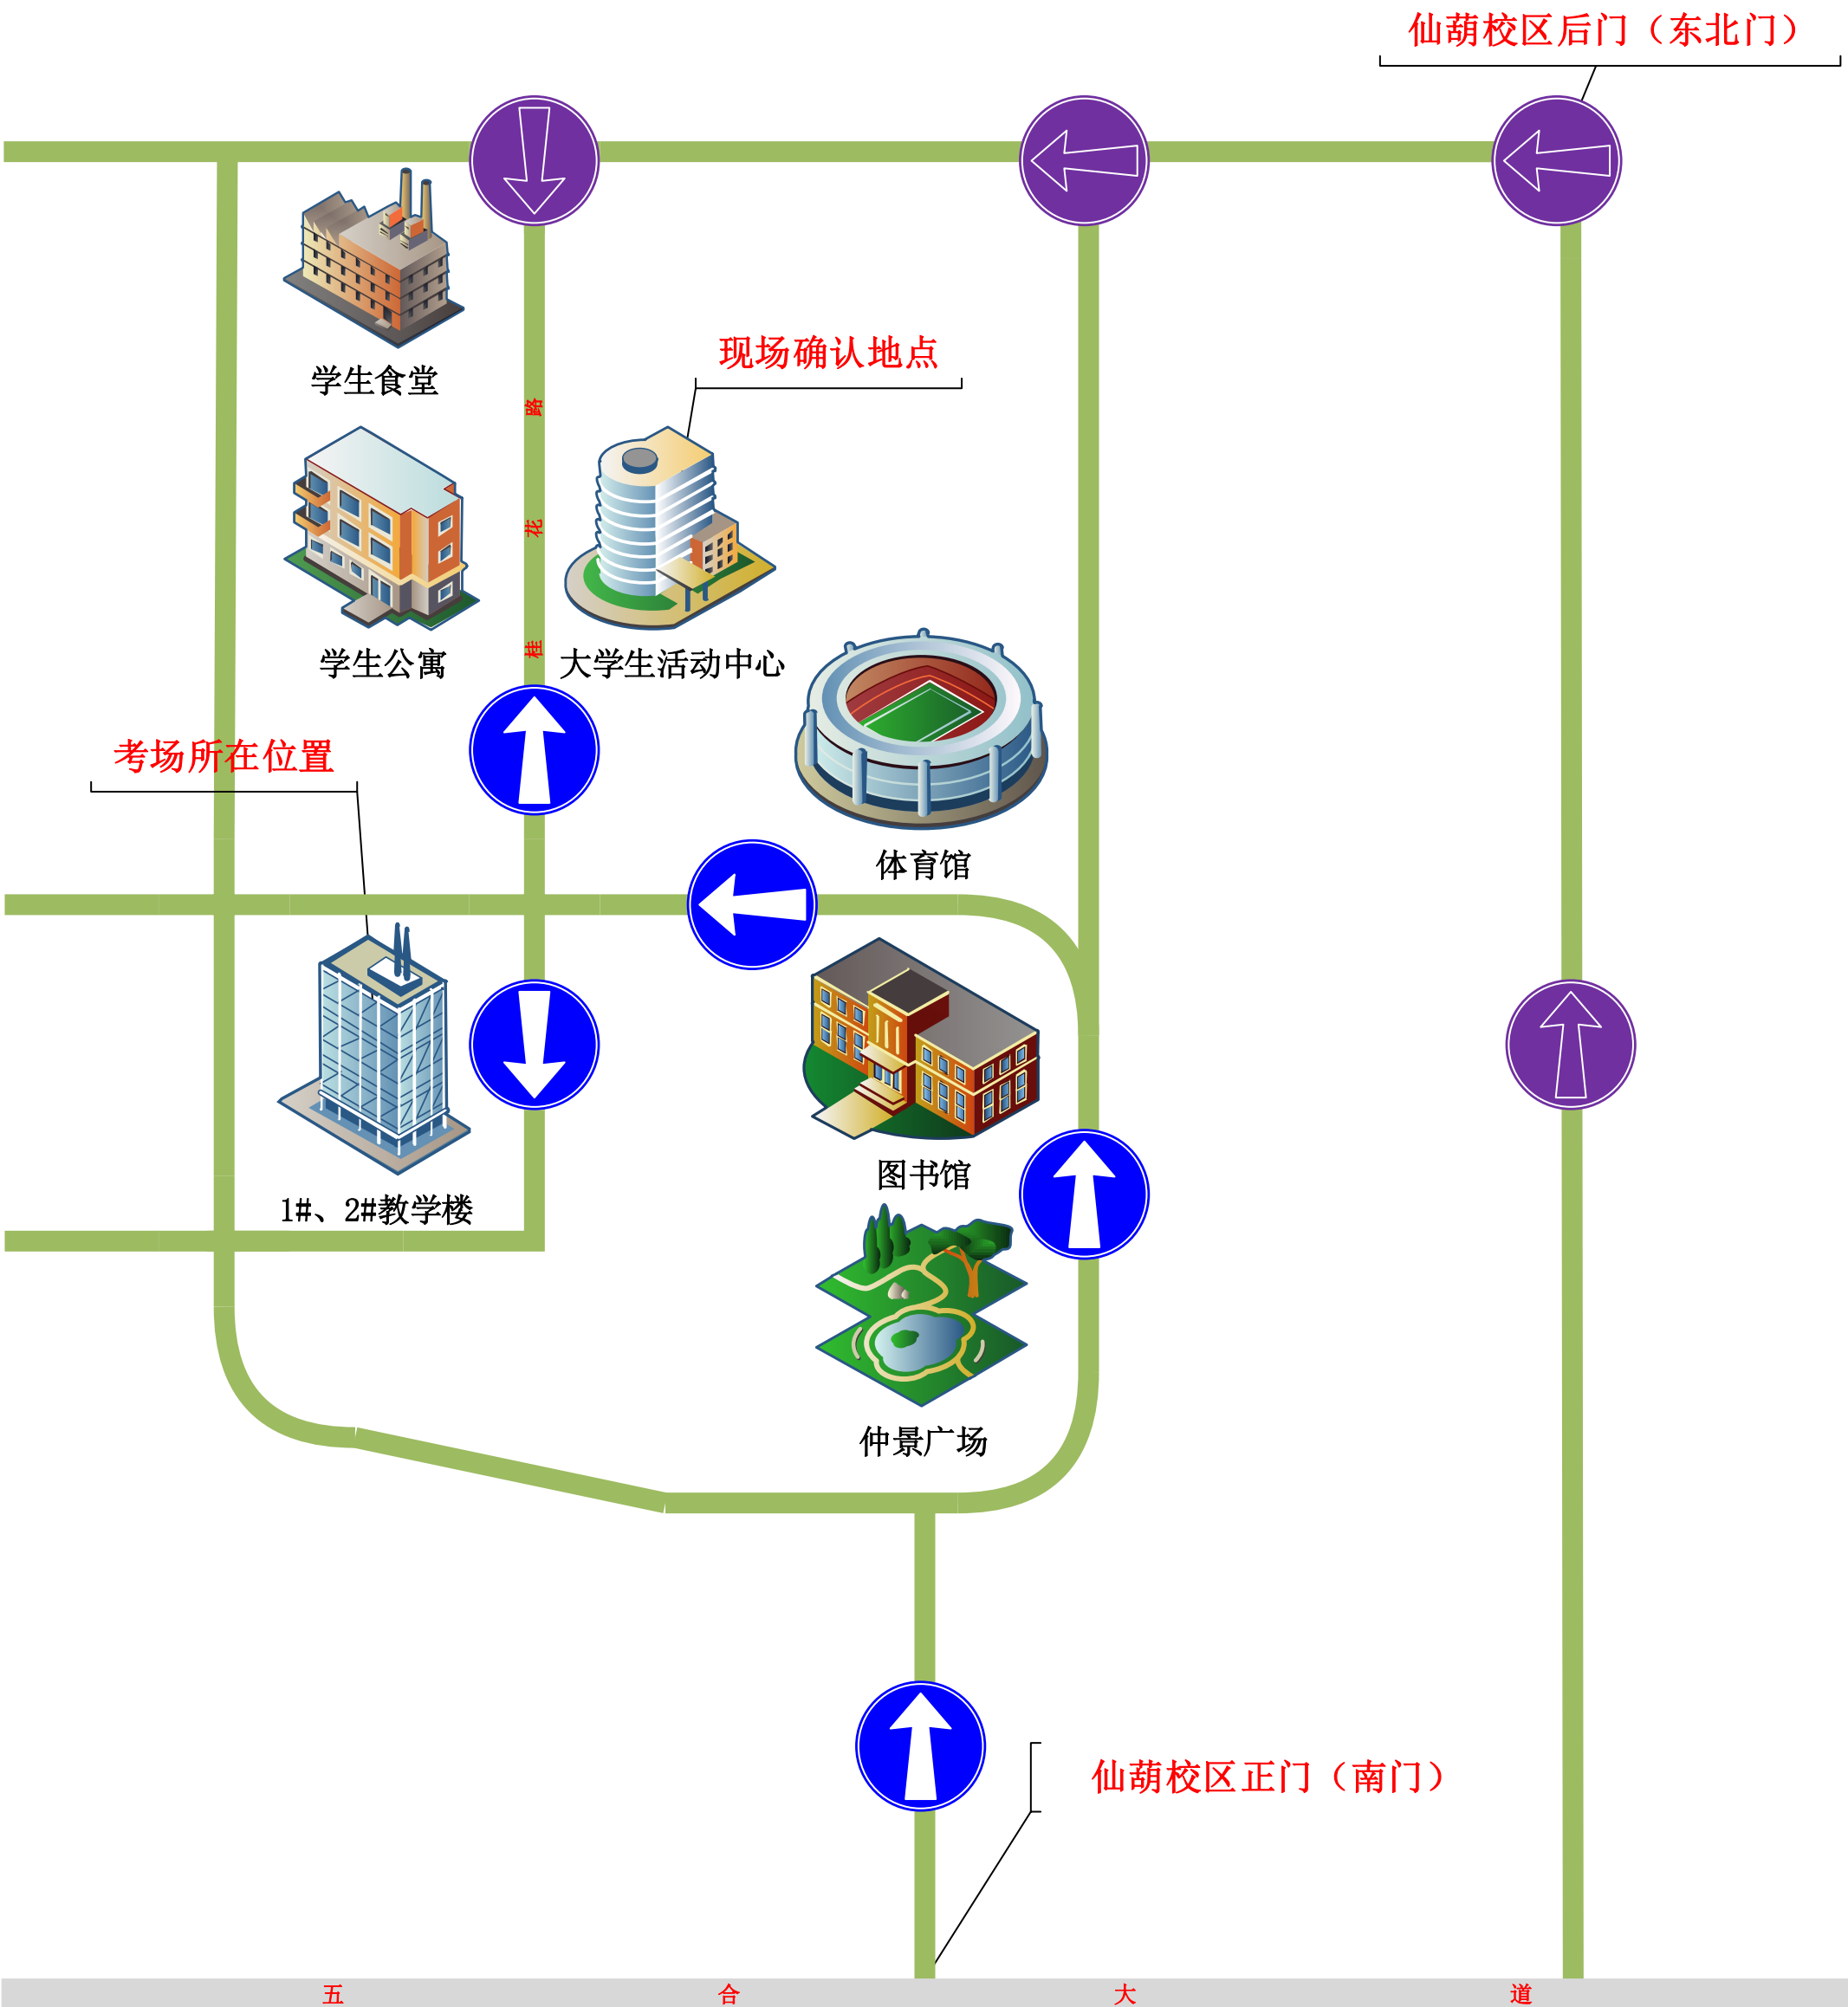 仙葫校区后门（东北门）
学生食堂
现场确认地点
桂花路
学生公寓
大学生活动中心
考场所在位置
体育馆
图书馆
1#、2#教学楼
仲景广场
仙葫校区正门（南门）
五合大道